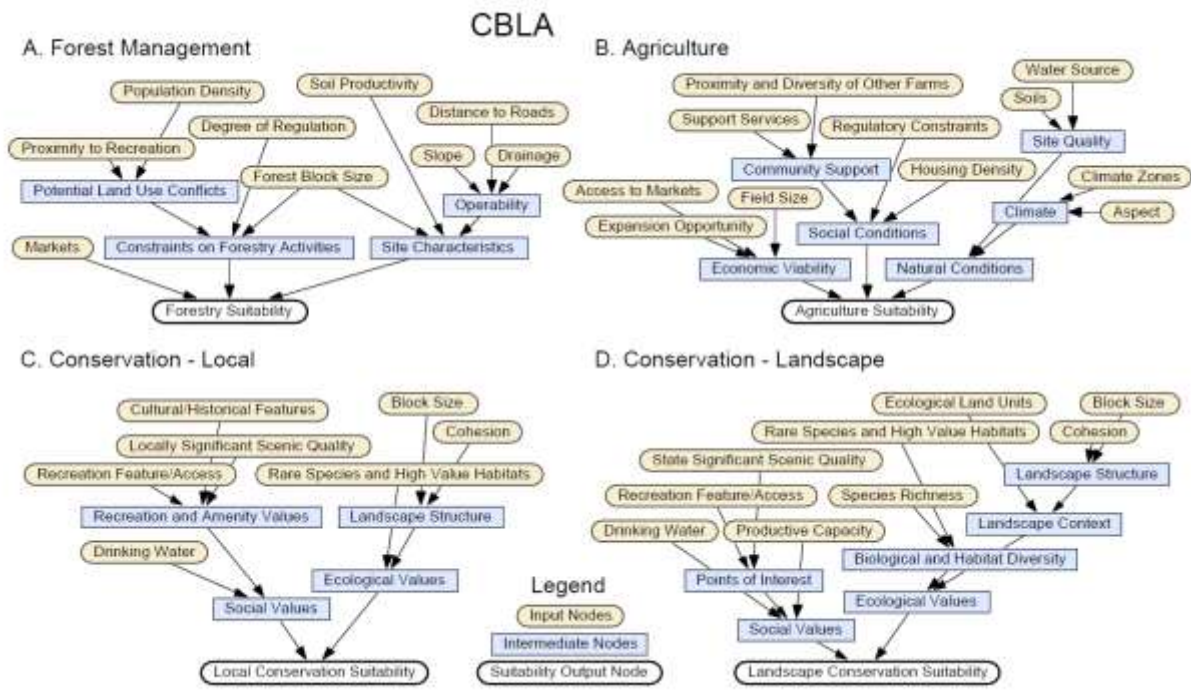 CBLA
A. Forest Management
Population Density
Soil Productivity
Degree of Regulation
Distance to Roads
Proximity to Recreation
Slope
Drainage
Potential Land Use Conflicts
Forest Block Size
Operability
Markets
Constraints on Forestry Activities
Site Characteristics
Forestry Suitability
B. Agriculture
Water Source
Proximity and Diversity of Other Farms
Soils
Support Services
Regulatory Constraints
Site Quality
Community Support
Housing Density
Climate Zones
Access to Markets
Field Size
Climate
Aspect
Expansion Opportunity
Social Conditions
Economic Viability
Natural Conditions
Agriculture Suitability
C. Conservation - Local
Cultural/Historical Features
Block Size
Locally Significant Scenic Quality
Cohesion
Recreation Feature/Access
Rare Species and High Value Habitats
Recreation and Amenity Values
Landscape Structure
Drinking Water
Ecological Values
Social Values
Local Conservation Suitability
Legend
Input Nodes
Intermediate Nodes
Suitability Output Node
D. Conservation - Landscape
Ecological Land Units
Block Size
Rare Species and High Value Habitats
Cohesion
State Significant Scenic Quality
Landscape Structure
Recreation Feature/Access
Species Richness
Landscape Context
Drinking Water
Productive Capacity
Biological and Habitat Diversity
Points of Interest
Ecological Values
Social Values
Landscape Conservation Suitability